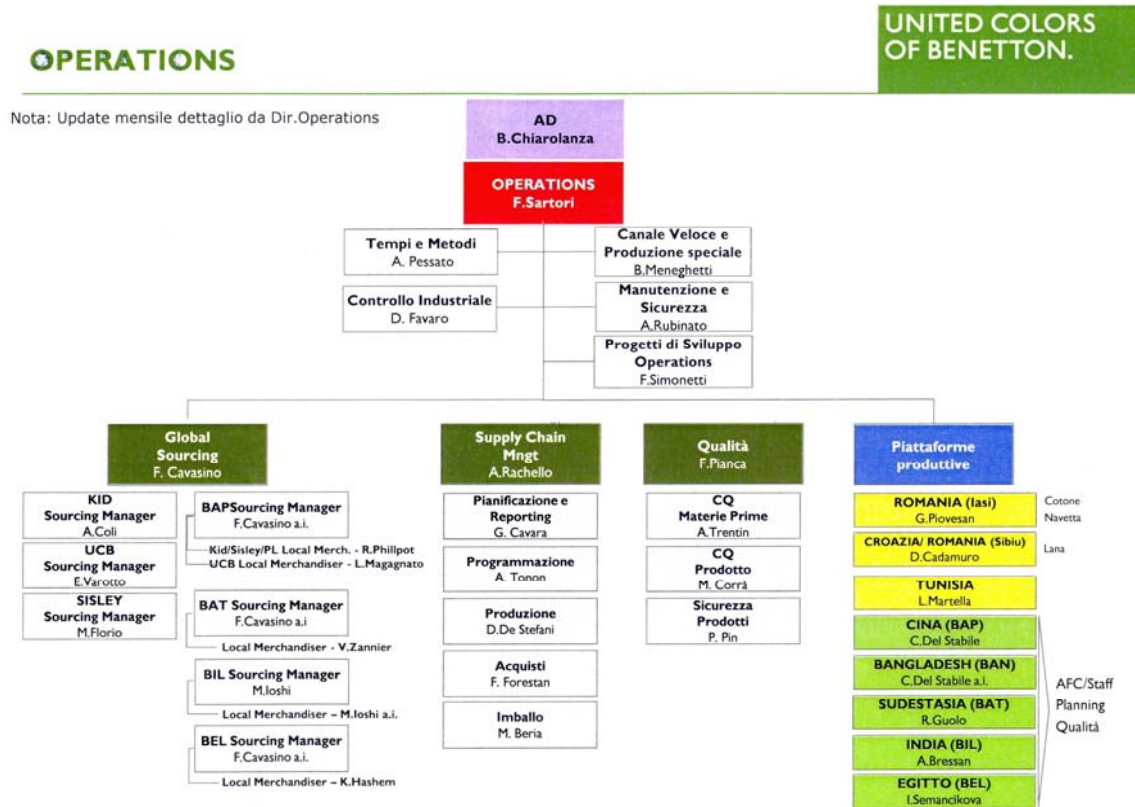 OPERATIONS
UNITED COLORS
OF BENETTON.
Nota: Update mensile dettaglio da Dir.Operations
AD
B.Chiarolanza
OPERATIONS
F.Sartori
Tempi e Metodi
A. Pessato
Canale Veloce e
Produzione speciale
B.Meneghetti
Controllo Industriale
D. Favaro
Manutenzione e
Sicurezza
A.Rubinato
Progetti di Sviluppo
Operations
F.Simonetti
Global
Sourcing
F. Cavasino
KID
Sourcing Manager
A.Coli
UCB
Sourcing Manager
E.Varotto
SISLEY
Sourcing Manager
M.Florio
BAPSourcing Manager
F.Cavasino a.i.
Kid/Sisley/PL Local Merch. - R.Phillpot
UCB Local Merchandiser - L.Magagnato
BAT Sourcing Manager
F.Cavasino a.i
Local Merchandiser - V.Zannier
BIL Sourcing Manager
M.Ioshi
Local Merchandiser – M.Ioshi a.i.
BEL Sourcing Manager
F.Cavasino a.i.
Local Merchandiser – K.Hashem
Supply Chain
Mngt
A.Rachello
Pianificazione e
Reporting
G. Cavara
Programmazione
A. Tonon
Produzione
D.De Stefani
Acquisti
F. Forestan
Imballo
M. Beria
Qualità
F.Pianca
CQ
Materie Prime
A.Trentin
CQ
Prodotto
M. Corrà
Sicurezza
Prodotti
P. Pin
Piattaforme
produttive
ROMANIA (Iasi)
G.Piovesan
Cotone
Navetta
CROAZIA/ ROMANIA (Sibiu)
D.Cadamuro
Lana
TUNISIA
L.Martella
CINA (BAP)
C.Del Stabile
BANGLADESH (BAN)
C.Del Stabile a.i.
SUDESTASIA (BAT)
R.Guolo
INDIA (BIL)
A.Bressan
EGITTO (BEL)
I.Semancikova
AFC/Staff
Planning
Qualità